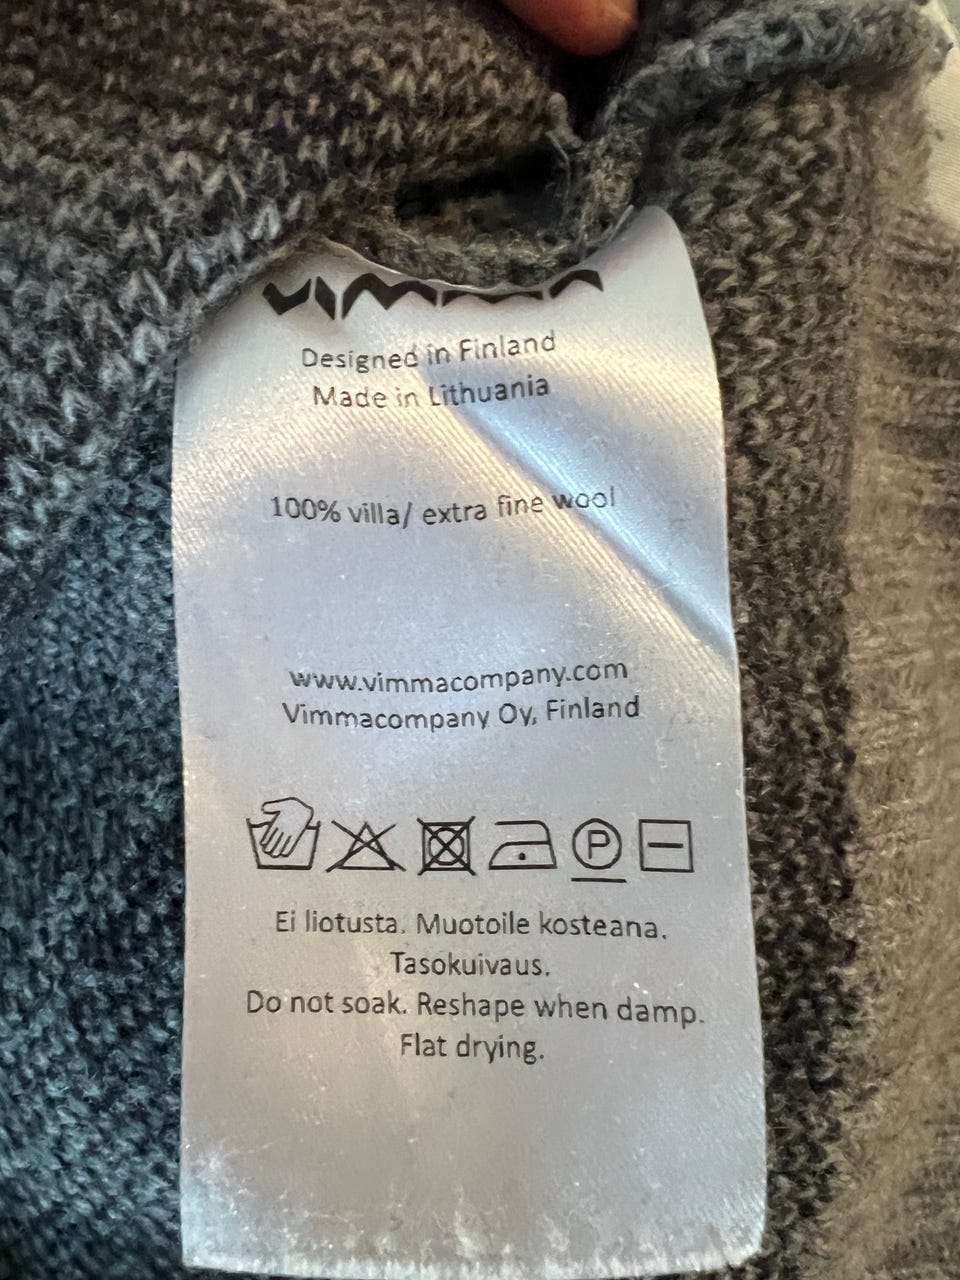 vimma
Designed in Finland
Made in Lithuania
100% villa/ extra fine wool
www.vimmacompany.com
Vimmacompany Oy, Finland
P
Ei liotusta. Muotoile kosteana.
Tasokuivaus.
Do not soak. Reshape when damp.
Flat drying.